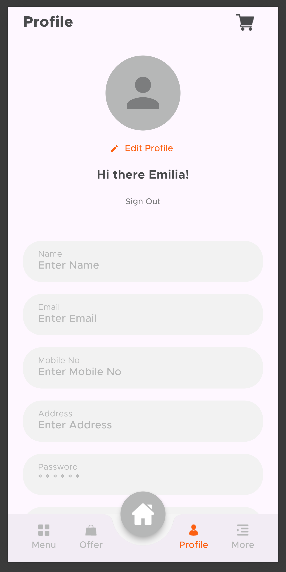 Profile
Edit Profile
Hi there Emilia!
Sign Out
Name
Enter Name
Email
Enter Email
Mobile No
Enter Mobile No
Address
Enter Address
Password
Menu
Offer
Profile
More